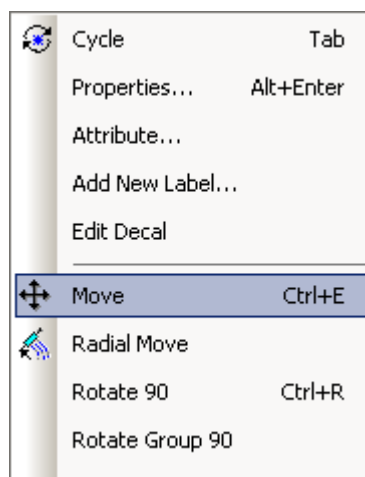 Cycle Tab
Properties... Alt+Enter
Attribute...
Add New Label...
Edit Decal
Move Ctrl+E
Radial Move
Rotate 90 Ctrl+R
Rotate Group 90